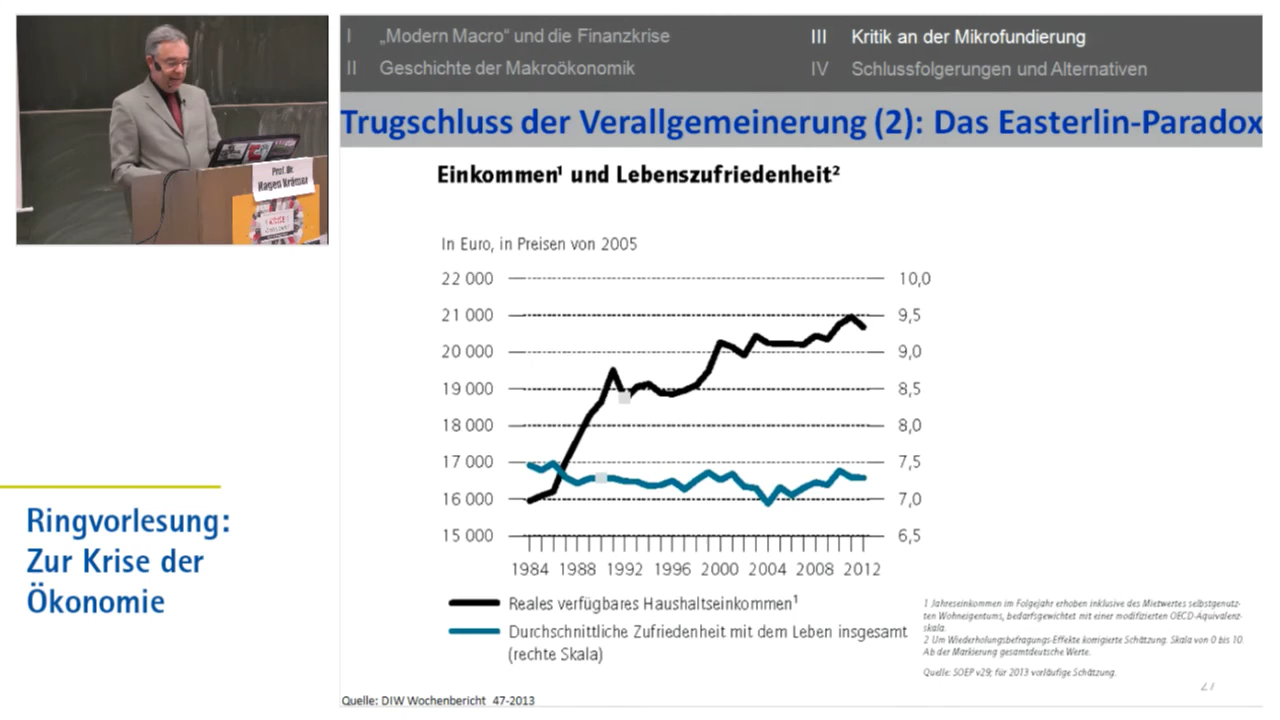 I „Modern Macro“ und die Finanzkrise
II Geschichte der Makroökonomik
III Kritik an der Mikrofundierung
IV Schlussfolgerungen und Alternativen
Trugschluss der Verallgemeinerung (2): Das Easterlin-Paradox
Prof. Dr.
Hagen Krämer
Einkommen¹ und Lebenszufriedenheit²
In Euro, in Preisen von 2005
22 000 10,0
21 000 9,5
20 000 9,0
19 000 8,5
18 000 8,0
17 000 7,5
16 000 7,0
15 000 6,5
1984 1988 1992 1996 2000 2004 2008 2012
Reales verfügbares Haushaltseinkommen¹
Durchschnittliche Zufriedenheit mit dem Leben insgesamt
(rechte Skala)
1 Jahreseinkommen im Folgejahr erhoben inklusive des Mietwertes selbstgenutz-
ten Wohneigentums, bedarfsgewichtet mit einer modifizierten OECD-Äquivalenz-
skala.
2 Um Wiederholungsbefragungs-Effekte korrigierte Schätzung. Skala von 0 bis 10.
Ab der Markierung gesamtdeutsche Werte.
Quelle: SOEP v29; für 2013 vorläufige Schätzung.
27
Quelle: DIW Wochenbericht 47-2013
Ringvorlesung:
Zur Krise der
Ökonomie